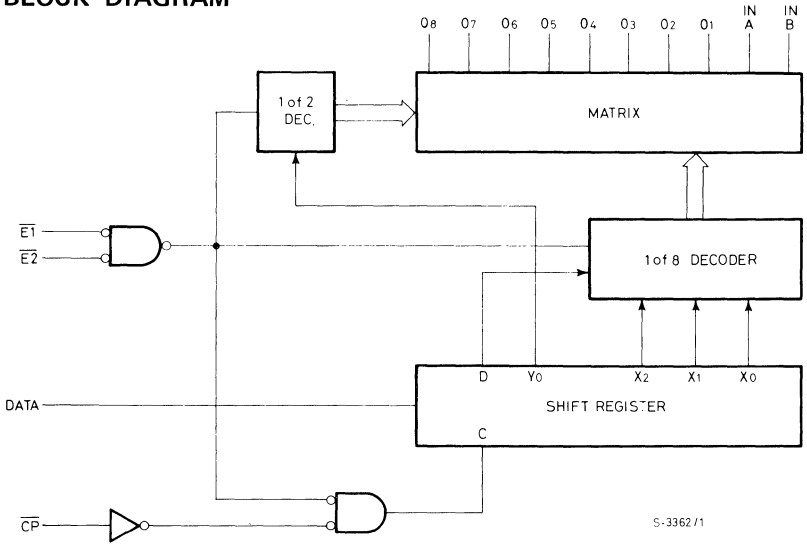 BLOCK DIAGRAM
O8 O7 O6 O5 O4 O3 O2 O1 IN A IN B
1 of 2
DEC.
MATRIX
E1
E2
1 of 8 DECODER
D Y0 X2 X1 X0
DATA
SHIFT REGISTER
C
CP
S-3362/1